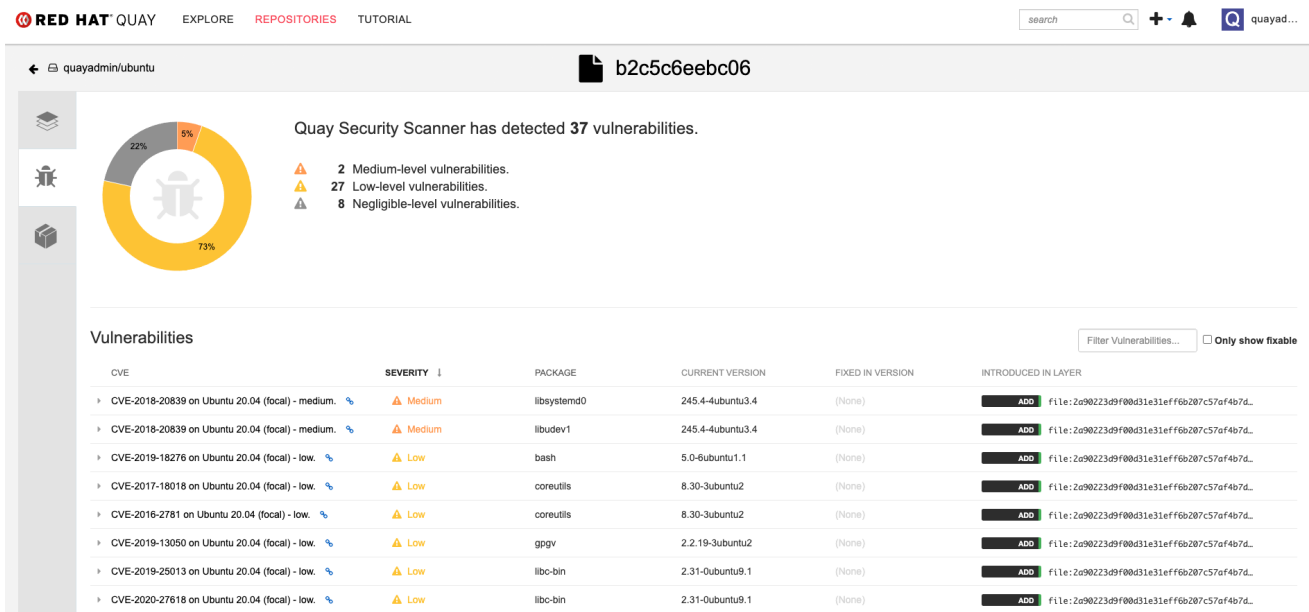 RED HAT QUAY EXPLORE REPOSITORIES TUTORIAL search Q quayad...
quayadmin/ubuntu b2c5c6eebc06
5%
22%
73%
Quay Security Scanner has detected 37 vulnerabilities.
2 Medium-level vulnerabilities.
27 Low-level vulnerabilities.
8 Negligible-level vulnerabilities.
Vulnerabilities Filter Vulnerabilities... Only show fixable
CVE SEVERITY ↓ PACKAGE CURRENT VERSION FIXED IN VERSION INTRODUCED IN LAYER
CVE-2018-20839 on Ubuntu 20.04 (focal) - medium. Medium libsystemd0 245.4-4ubuntu3.4 (None) ADD file:2a90223d9f00d31e31eff6b207c57af4b7d…
CVE-2018-20839 on Ubuntu 20.04 (focal) - medium. Medium libudev1 245.4-4ubuntu3.4 (None) ADD file:2a90223d9f00d31e31eff6b207c57af4b7d…
CVE-2019-18276 on Ubuntu 20.04 (focal) - low. Low bash 5.0-6ubuntu1.1 (None) ADD file:2a90223d9f00d31e31eff6b207c57af4b7d…
CVE-2017-18018 on Ubuntu 20.04 (focal) - low. Low coreutils 8.30-3ubuntu2 (None) ADD file:2a90223d9f00d31e31eff6b207c57af4b7d…
CVE-2016-2781 on Ubuntu 20.04 (focal) - low. Low coreutils 8.30-3ubuntu2 (None) ADD file:2a90223d9f00d31e31eff6b207c57af4b7d…
CVE-2019-13050 on Ubuntu 20.04 (focal) - low. Low gpgv 2.2.19-3ubuntu2 (None) ADD file:2a90223d9f00d31e31eff6b207c57af4b7d…
CVE-2019-25013 on Ubuntu 20.04 (focal) - low. Low libc-bin 2.31-0ubuntu9.1 (None) ADD file:2a90223d9f00d31e31eff6b207c57af4b7d…
CVE-2020-27618 on Ubuntu 20.04 (focal) - low. Low libc-bin 2.31-0ubuntu9.1 (None) ADD file:2a90223d9f00d31e31eff6b207c57af4b7d…